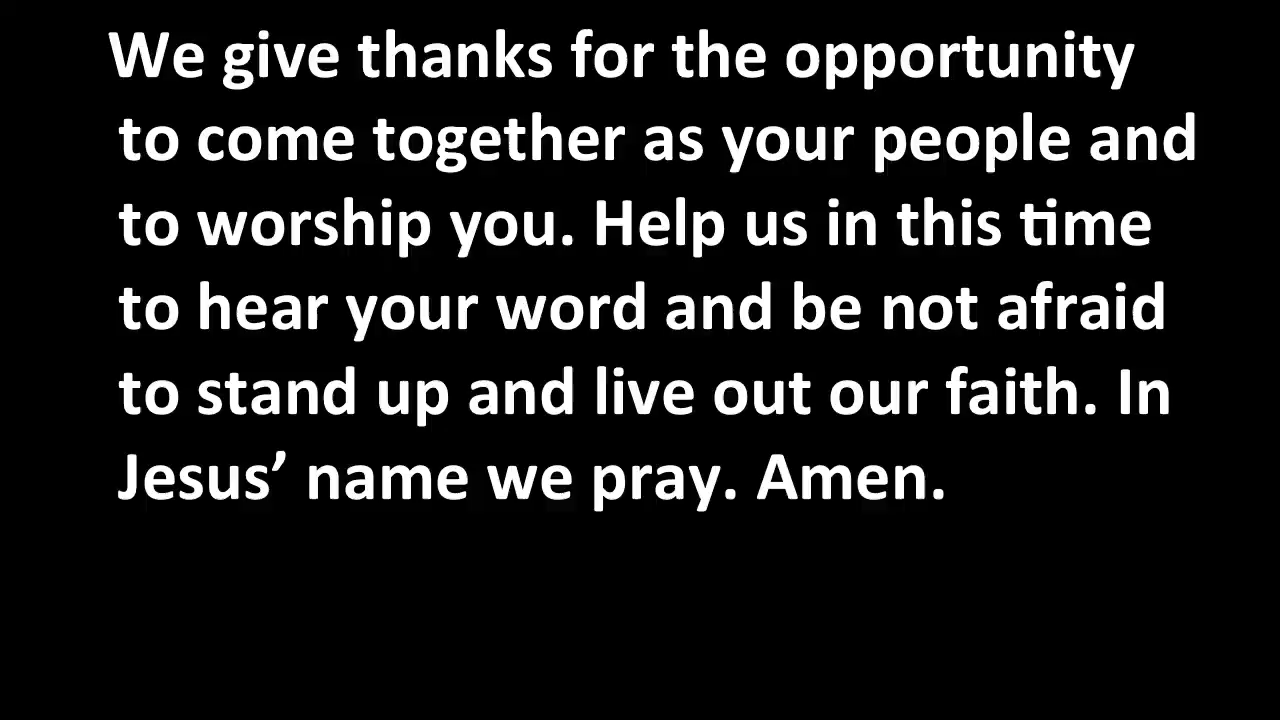 We give thanks for the opportunity
to come together as your people and
to worship you. Help us in this time
to hear your word and be not afraid
to stand up and live out our faith. In
Jesus’ name we pray. Amen.